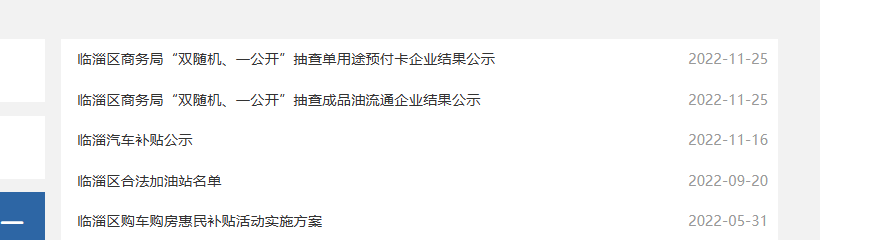 临淄区商务局“双随机、一公开”抽查单用途预付卡企业结果公示 2022-11-25
临淄区商务局“双随机、一公开”抽查成品油流通企业结果公示 2022-11-25
临淄汽车补贴公示 2022-11-16
临淄区合法加油站名单 2022-09-20
临淄区购车购房惠民补贴活动实施方案 2022-05-31